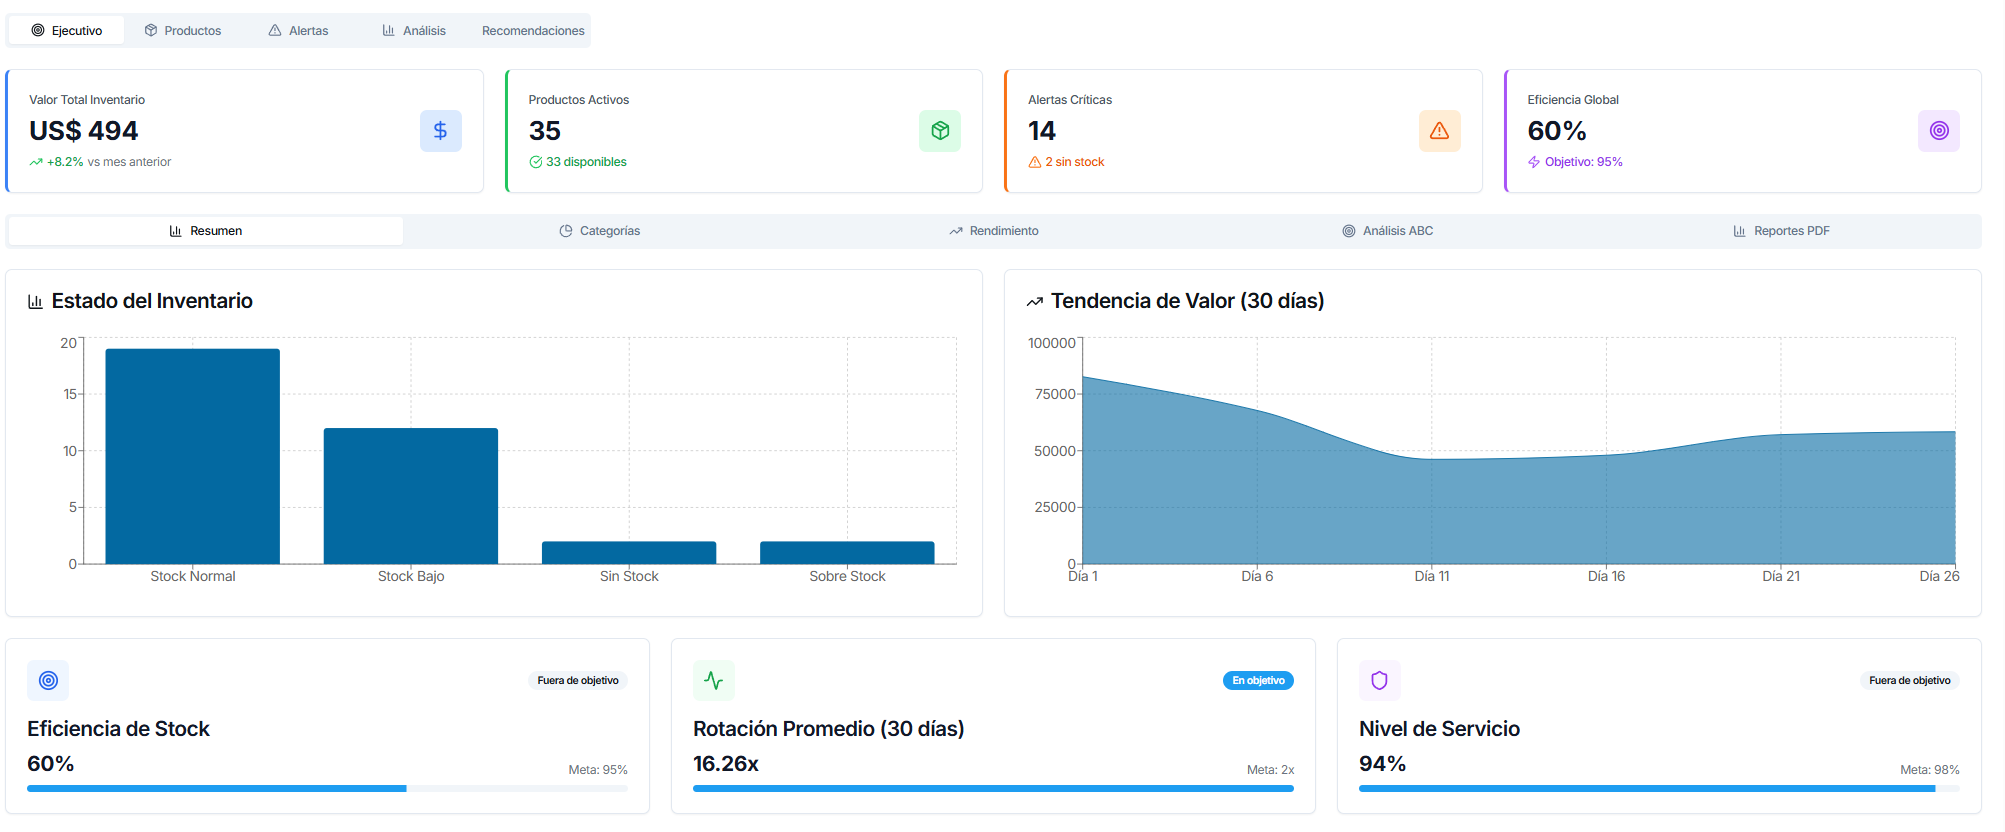 Ejecutivo
Productos
Alertas
Análisis
Recomendaciones
Valor Total Inventario
US$ 494
+8.2% vs mes anterior
Productos Activos
35
33 disponibles
Alertas Críticas
14
2 sin stock
Eficiencia Global
60%
Objetivo: 95%
Resumen
Categorías
Rendimiento
Análisis ABC
Reportes PDF
Estado del Inventario
20
15
10
5
0
Stock Normal
Stock Bajo
Sin Stock
Sobre Stock
Tendencia de Valor (30 días)
100000
75000
50000
25000
0
Día 1
Día 6
Día 11
Día 16
Día 21
Día 26
Fuera de objetivo
Eficiencia de Stock
60%
Meta: 95%
En objetivo
Rotación Promedio (30 días)
16.26x
Meta: 2x
Fuera de objetivo
Nivel de Servicio
94%
Meta: 98%